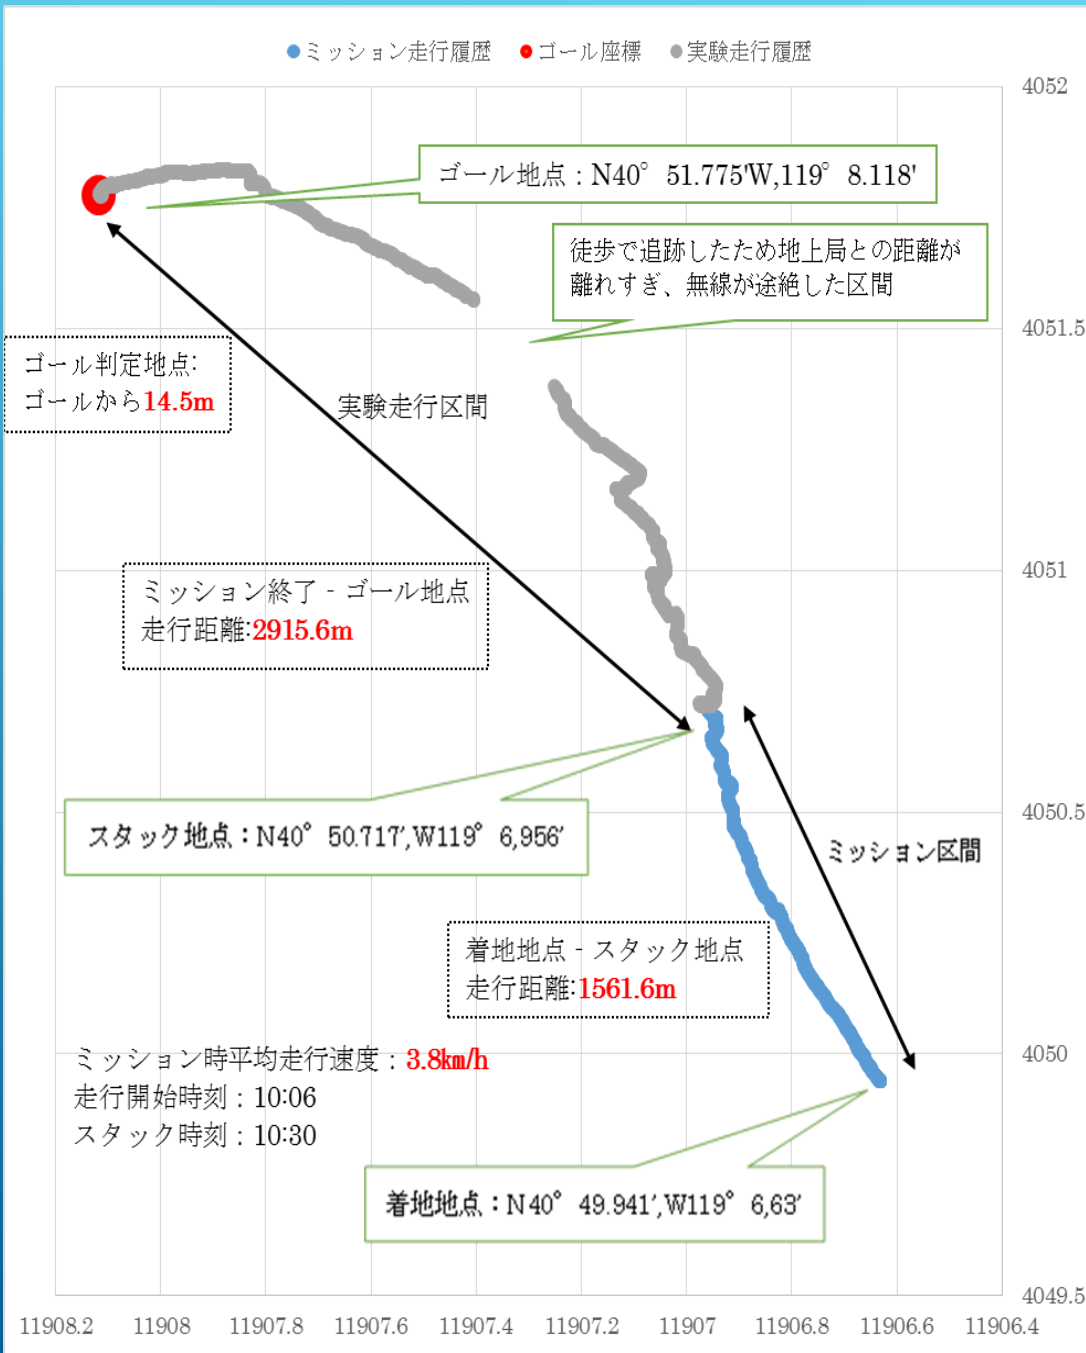 ミッション走行履歴 ゴール座標 実験走行履歴
4052
ゴール地点：N40° 51.775'W,119° 8.118'
徒歩で追跡したため地上局との距離が
離れすぎ、無線が途絶した区間
4051.5
ゴール判定地点:
ゴールから14.5m
実験走行区間
4051
ミッション終了 - ゴール地点
走行距離:2915.6m
4050.5
スタック地点：N40° 50.717',W119° 6,956'
ミッション区間
着地地点 - スタック地点
走行距離:1561.6m
4050
ミッション時平均走行速度：3.8㎞/h
走行開始時刻：10:06
スタック時刻：10:30
着地地点：N40° 49.941',W119° 6,63'
4049.5
11908.2 11908 11907.8 11907.6 11907.4 11907.2 11907 11906.8 11906.6 11906.4